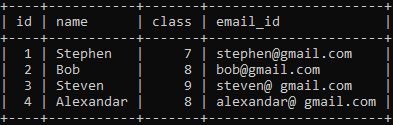 +----+-----------+-------+----------------------+
| id | name      | class | email_id             |
+----+-----------+-------+----------------------+
|  1 | Stephen   |     7 | stephen@gmail.com    |
|  2 | Bob       |     8 | bob@gmail.com        |
|  3 | Steven    |     9 | steven@ gmail.com    |
|  4 | Alexandar |     8 | alexandar@ gmail.com |
+----+-----------+-------+----------------------+